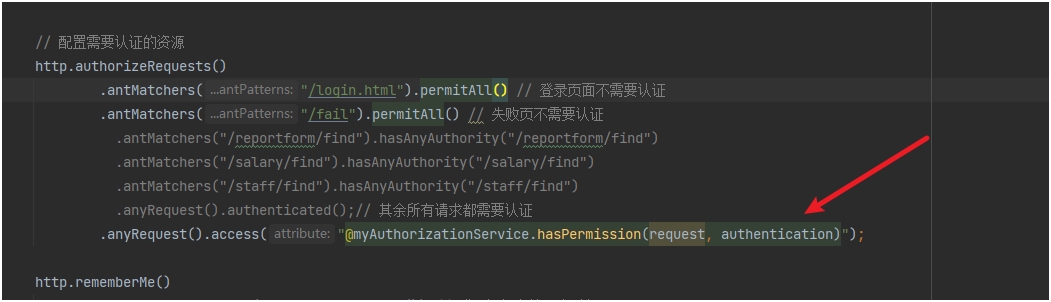 // 配置需要认证的资源
http.authorizeRequests()
.antMatchers( ...antPatterns: "/login.html").permitAll() // 登录页面不需要认证
.antMatchers( ...antPatterns: "/fail").permitAll() // 失败页不需要认证
.antMatchers("/reportform/find").hasAnyAuthority("/reportform/find")
.antMatchers("/salary/find").hasAnyAuthority("/salary/find")
.antMatchers("/staff/find").hasAnyAuthority("/staff/find")
.anyRequest().authenticated();// 其余所有请求都需要认证
.anyRequest().access( attribute: "@myAuthorizationService.hasPermission(request, authentication)");
http.rememberMe()